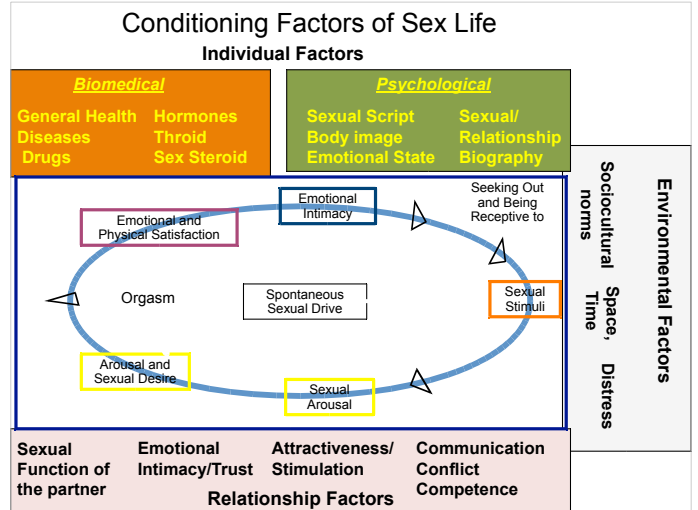 Conditioning Factors of Sex Life
Individual Factors
Biomedical
General Health
Diseases
Drugs
Hormones
Throid
Sex Steroid
Psychological
Sexual Script
Body image
Emotional State
Sexual/
Relationship
Biography
Emotional and
Physical Satisfaction
Emotional
Intimacy
Seeking Out
and Being
Receptive to
Orgasm
Spontaneous
Sexual Drive
Sexual
Stimuli
Arousal and
Sexual Desire
Sexual
Arousal
Environmental Factors
Sociocultural
norms
Space,
Time
Distress
Sexual
Function of
the partner
Emotional
Intimacy/Trust
Attractiveness/
Stimulation
Communication
Conflict
Competence
Relationship Factors